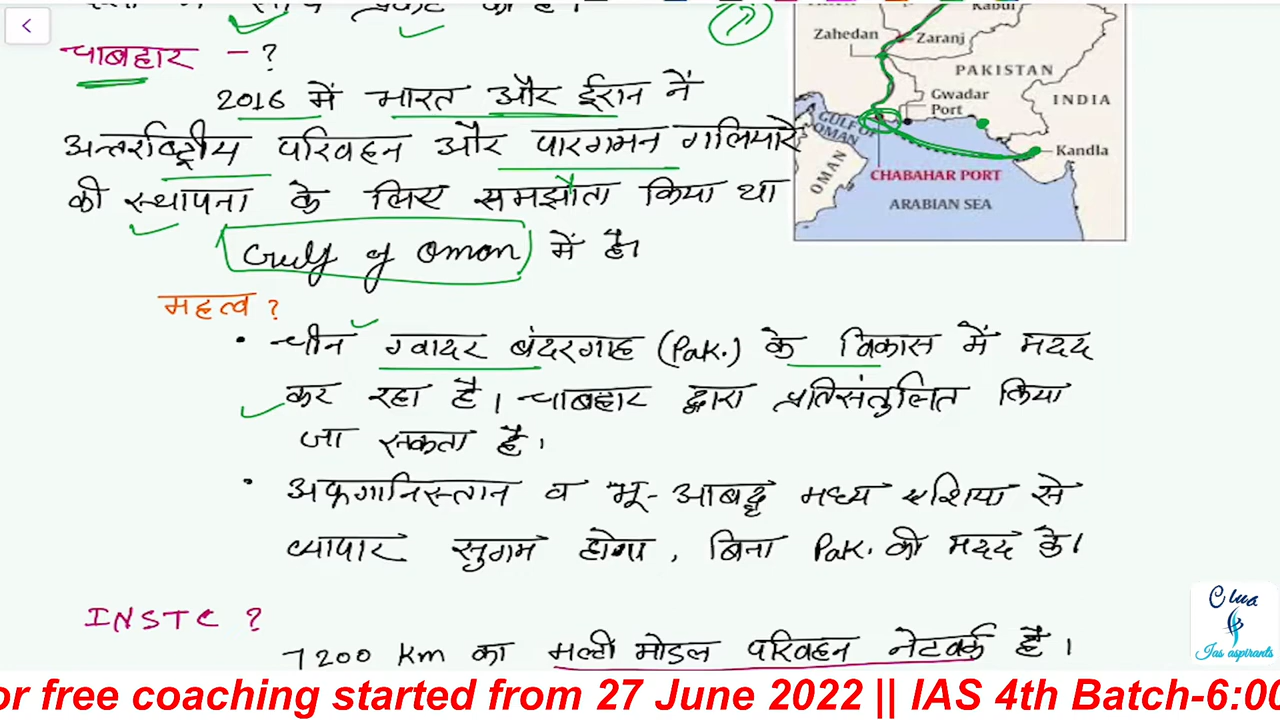 चाबहार - ?
2016 में भारत और ईरान नें
अन्तर्राष्ट्रीय परिवहन और पारगमन गलियारे
की स्थापना के लिए समझौता किया था
Gulf of Oman में है।
महत्व ?
• चीन ग्वादर बंदरगाह (Pak.) के विकास में मदद
कर रहा है। चाबहार द्वारा प्रतिसंतुलित किया
जा सकता है।
• अफगानिस्तान व भू-आबद्ध मध्य एशिया से
व्यापार सुगम होगा, बिना Pak. की मदद के।
INSTC ?
7200 Km का मल्टी मोडल परिवहन नेटवर्क है।
Kabul
Zahedan
Zaranj
PAKISTAN
Gwadar
Port
INDIA
GULF OF
OMAN
Kandla
OMAN
CHABAHAR PORT
ARABIAN SEA
Clue
Ias aspirants
or free coaching started from 27 June 2022 || IAS 4th Batch-6:00